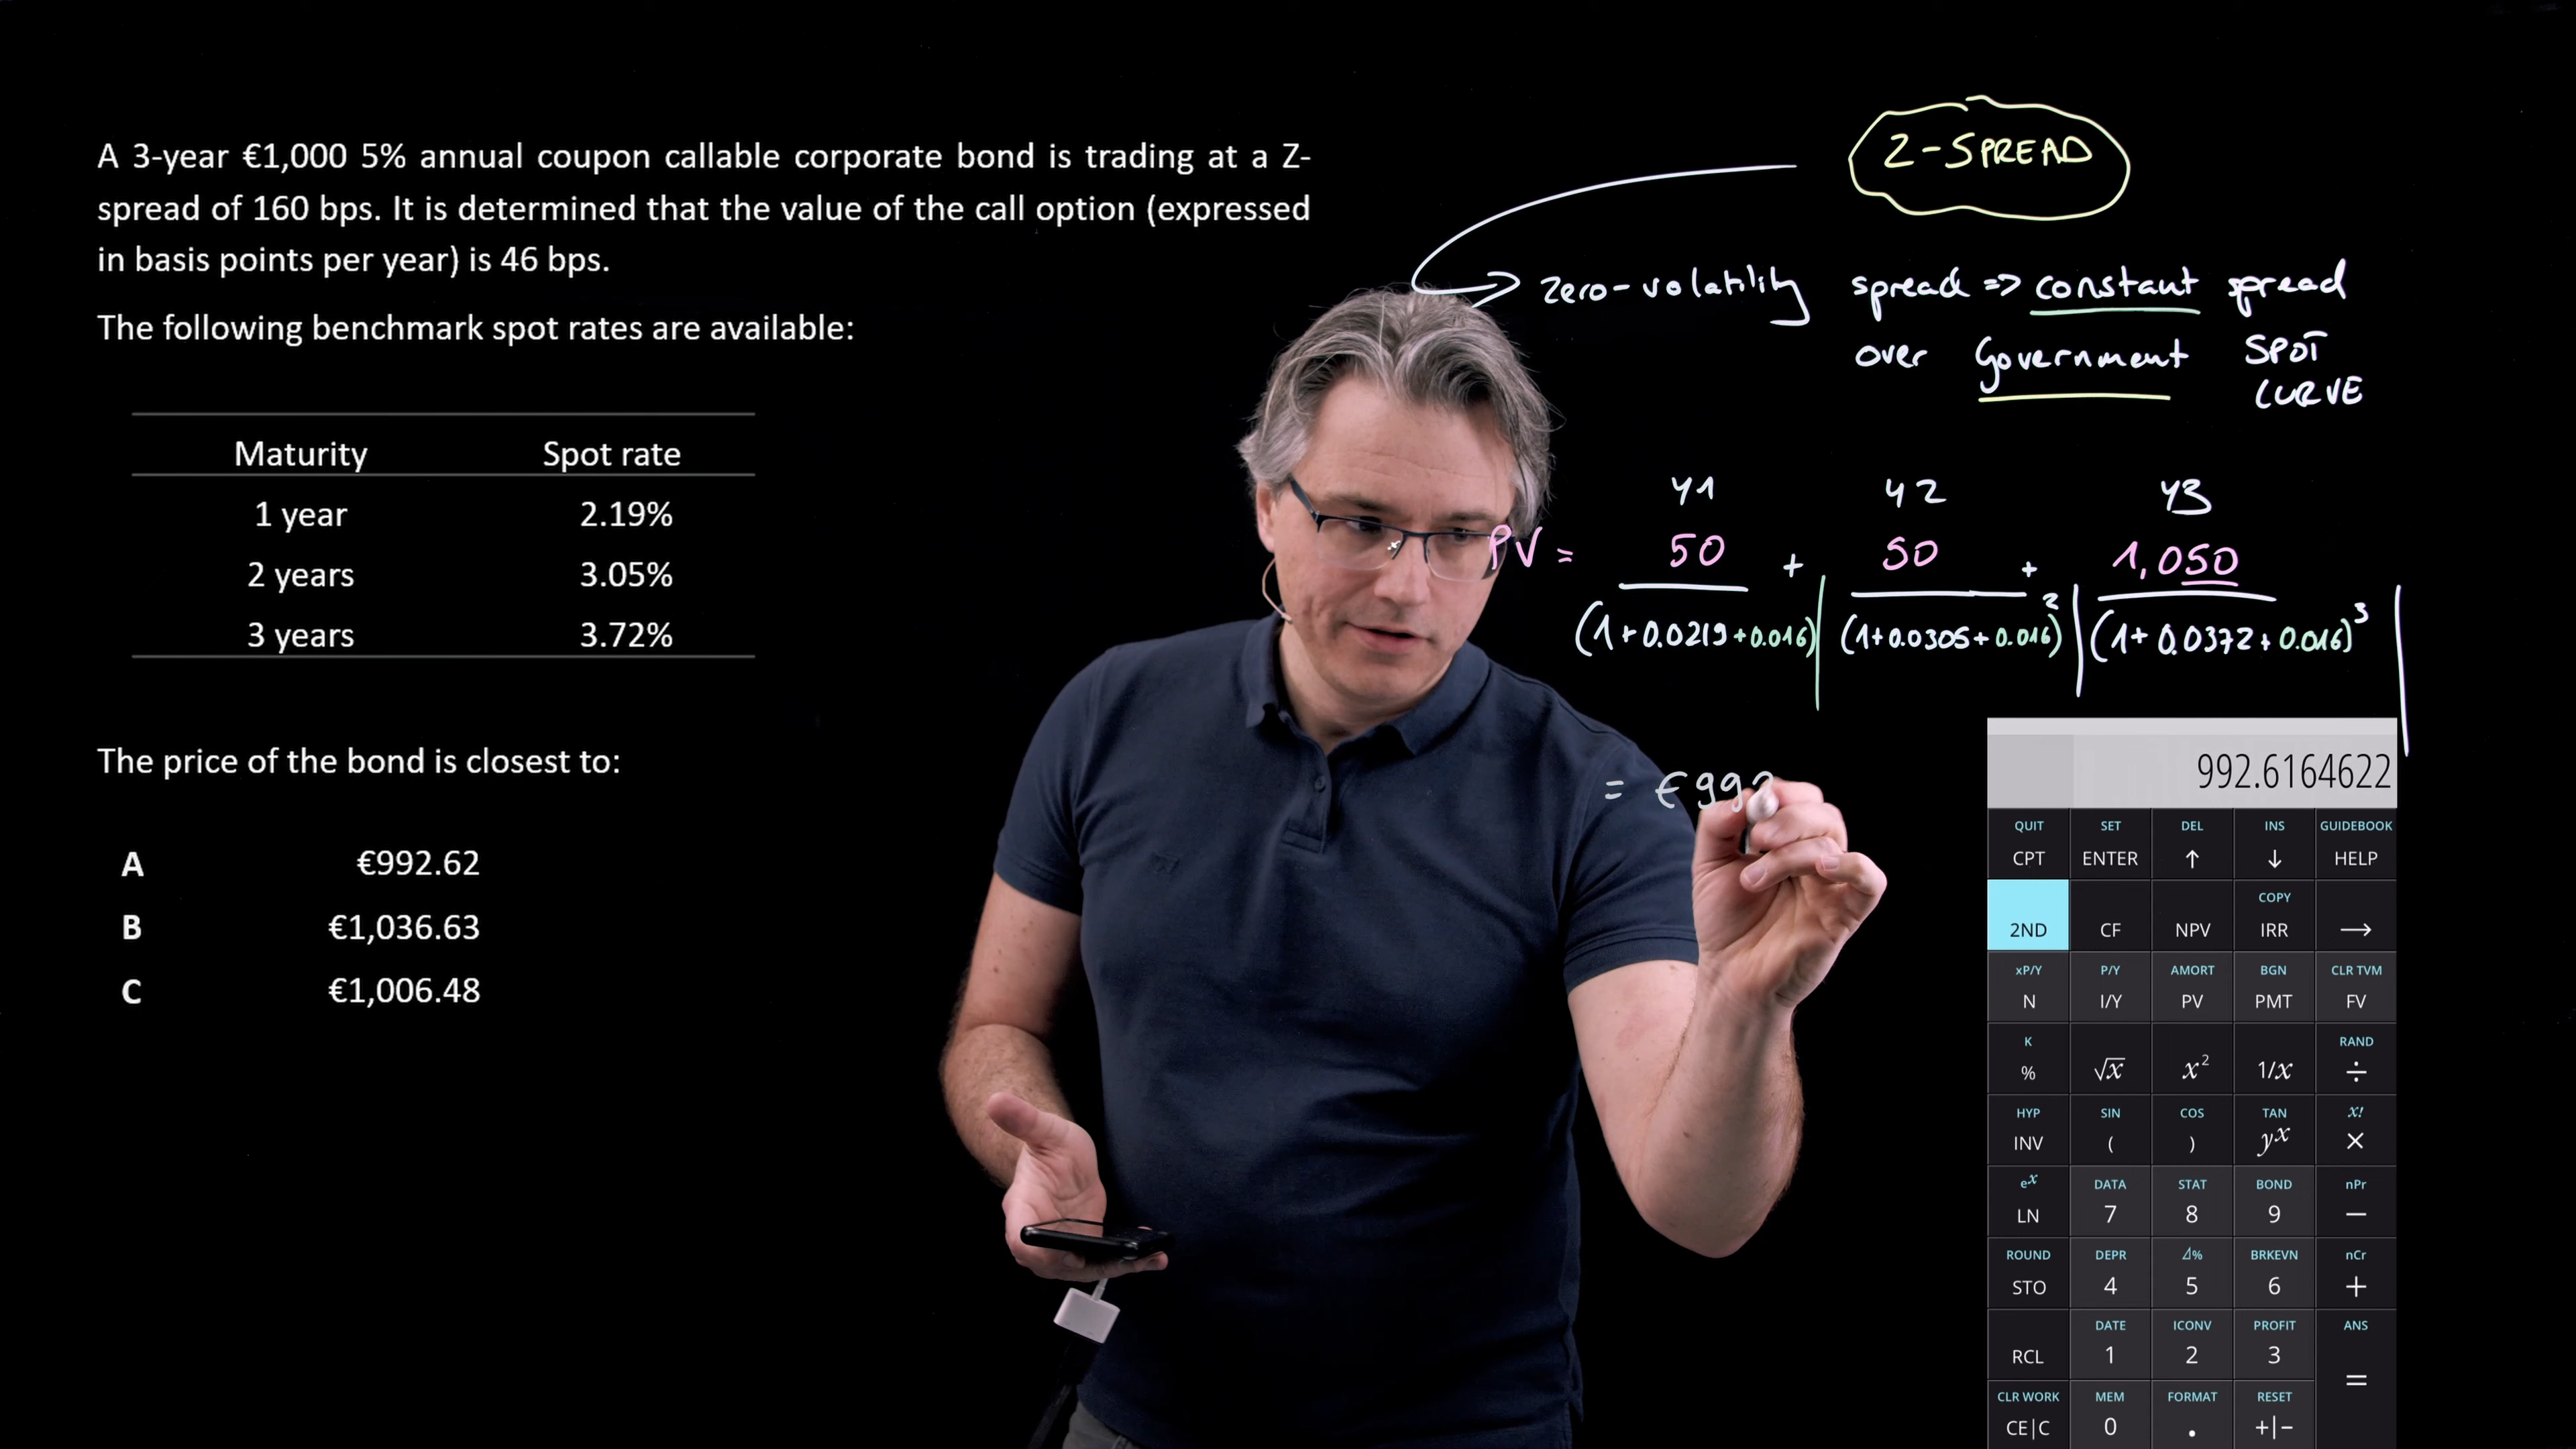 A 3-year €1,000 5% annual coupon callable corporate bond is trading at a Z-
spread of 160 bps. It is determined that the value of the call option (expressed
in basis points per year) is 46 bps.
The following benchmark spot rates are available:
Maturity Spot rate
1 year 2.19%
2 years 3.05%
3 years 3.72%
The price of the bond is closest to:
A €992.62
B €1,036.63
C €1,006.48
Z-SPREAD
zero-volatility spread => constant spread
over Government SPOT
CURVE
Y1 Y2 Y3
PV = 50 + 50 + 1,050
(1+0.0219+0.016) (1+0.0305+0.016)² (1+0.0372+0.016)³
= €992
992.6164622
QUIT SET DEL INS GUIDEBOOK
CPT ENTER ↑ ↓ HELP
COPY
2ND CF NPV IRR →
xP/Y P/Y AMORT BGN CLR TVM
N I/Y PV PMT FV
K RAND
% √x x² 1/x ÷
HYP SIN COS TAN x!
INV ( ) yˣ ×
eˣ DATA STAT BOND nPr
LN 7 8 9 −
ROUND DEPR Δ% BRKEVN nCr
STO 4 5 6 +
DATE ICONV PROFIT ANS
RCL 1 2 3 =
CLR WORK MEM FORMAT RESET
CE|C 0 . +|−